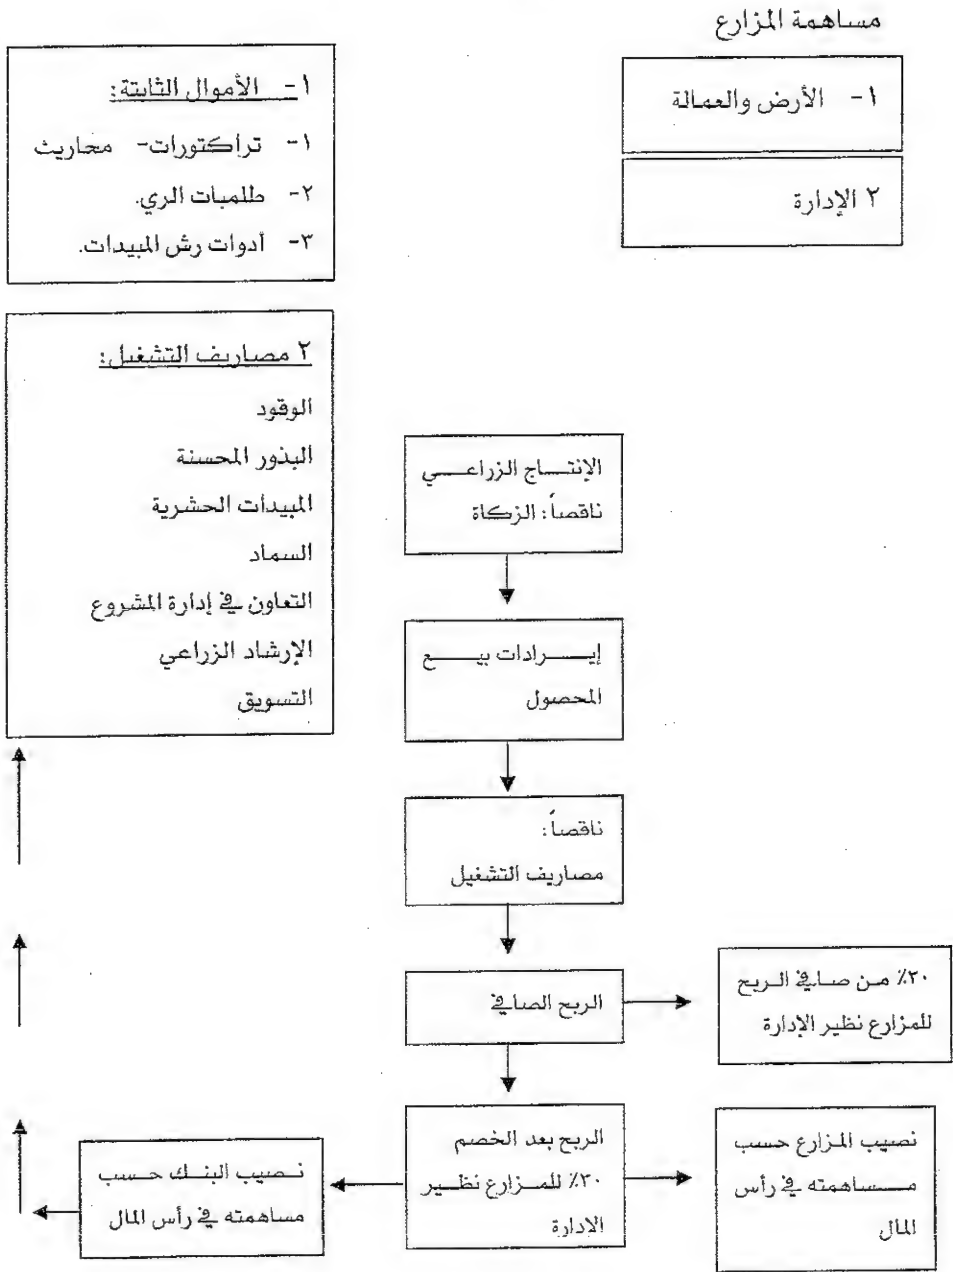 مساهمة المزارع
١- الأرض والعمالة
٢ الإدارة
١- الأموال الثابتة:
١- تراكتورات- محاريث
٢- طلمبات الري.
٣- أدوات رش المبيدات.
٢ مصاريف التشغيل:
الوقود
البذور المحسنة
المبيدات الحشرية
السماد
التعاون في إدارة المشروع
الإرشاد الزراعي
التسويق
الإنتاج الزراعي
ناقصاً: الزكاة
إيرادات بيع
المحصول
ناقصاً:
مصاريف التشغيل
الربح الصافي
٣٠٪ من صافي الربح
للمزارع نظير الإدارة
الربح بعد الخصم
٣٠٪ للمزارع نظير
الإدارة
نصيب المزارع حسب
مساهمته في رأس
المال
نصيب البنك حسب
مساهمته في رأس المال